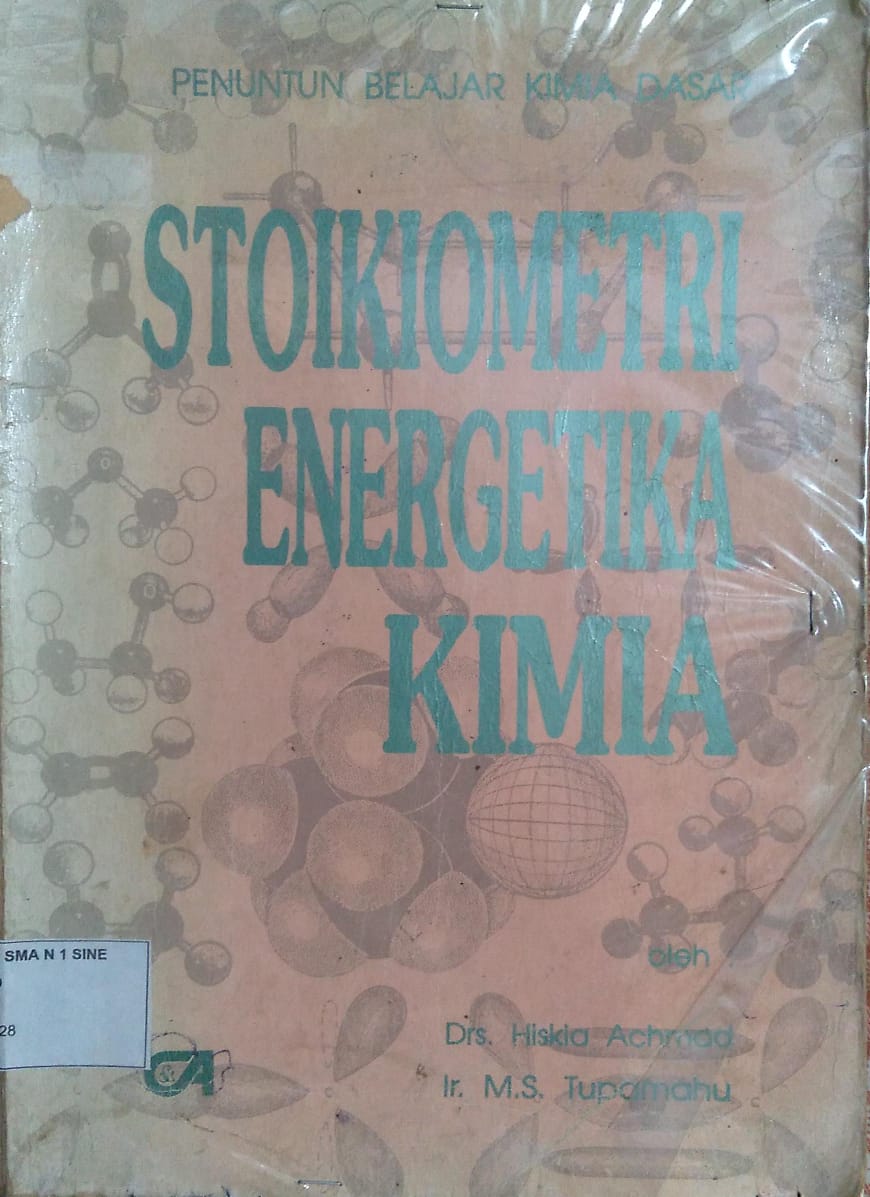 PENUNTUN BELAJAR KIMIA DASAR
STOIKIOMETRI
ENERGETIKA
KIMIA
oleh :
Drs. Hiskia Achmad
Ir. M.S. Tupamahu
SMA N 1 SINE
28
C&A